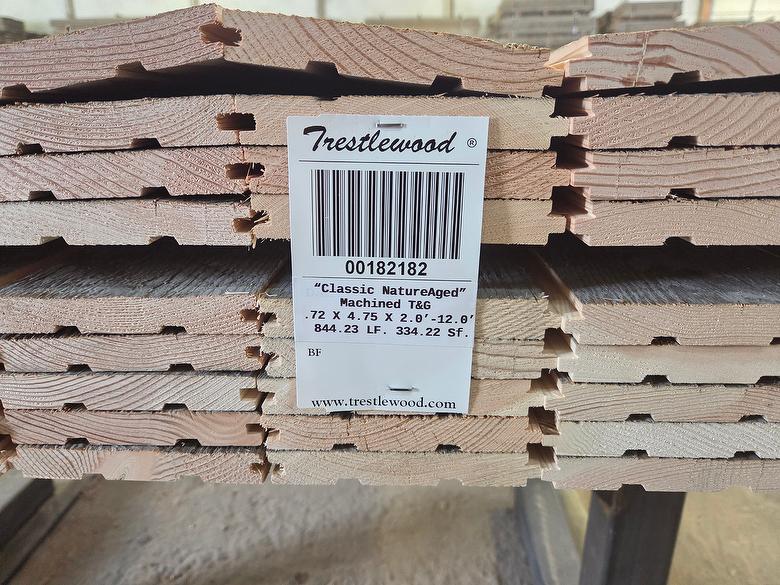 Trestlewood ®
00182182
"Classic NatureAged"
Machined T&G
.72 X 4.75 X 2.0'-12.0'
844.23 LF. 334.22 Sf.
BF
www.trestlewood.com